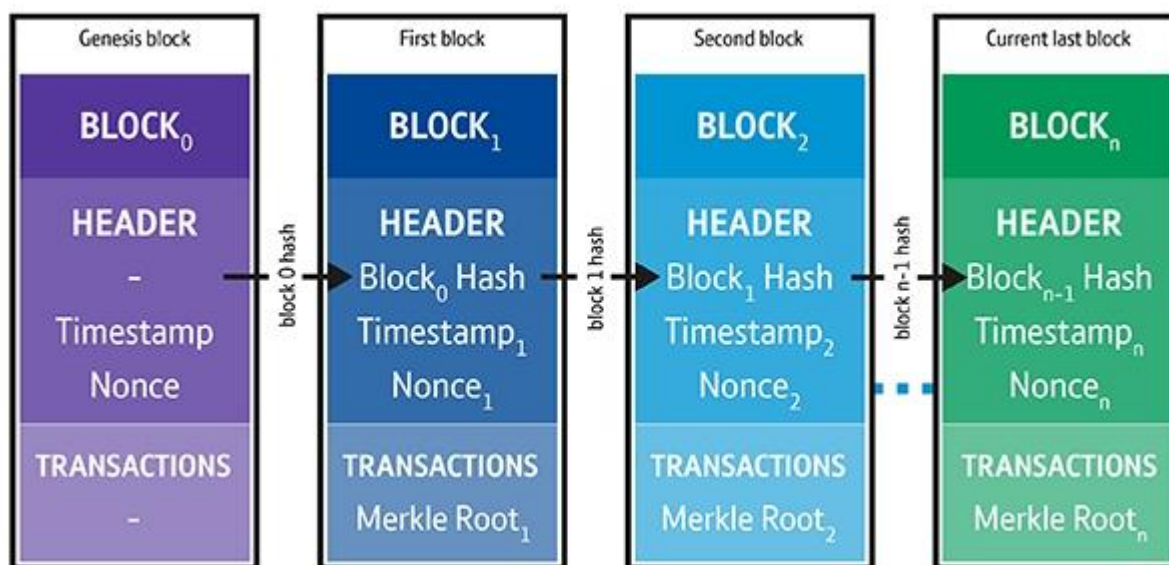 Genesis block
BLOCK₀
HEADER
-
Timestamp
Nonce
TRANSACTIONS
-
block 0 hash
First block
BLOCK₁
HEADER
Block₀ Hash
Timestamp₁
Nonce₁
TRANSACTIONS
Merkle Root₁
block 1 hash
Second block
BLOCK₂
HEADER
Block₁ Hash
Timestamp₂
Nonce₂
TRANSACTIONS
Merkle Root₂
block n-1 hash
Current last block
BLOCKₙ
HEADER
Blockₙ₋₁ Hash
Timestampₙ
Nonceₙ
TRANSACTIONS
Merkle Rootₙ